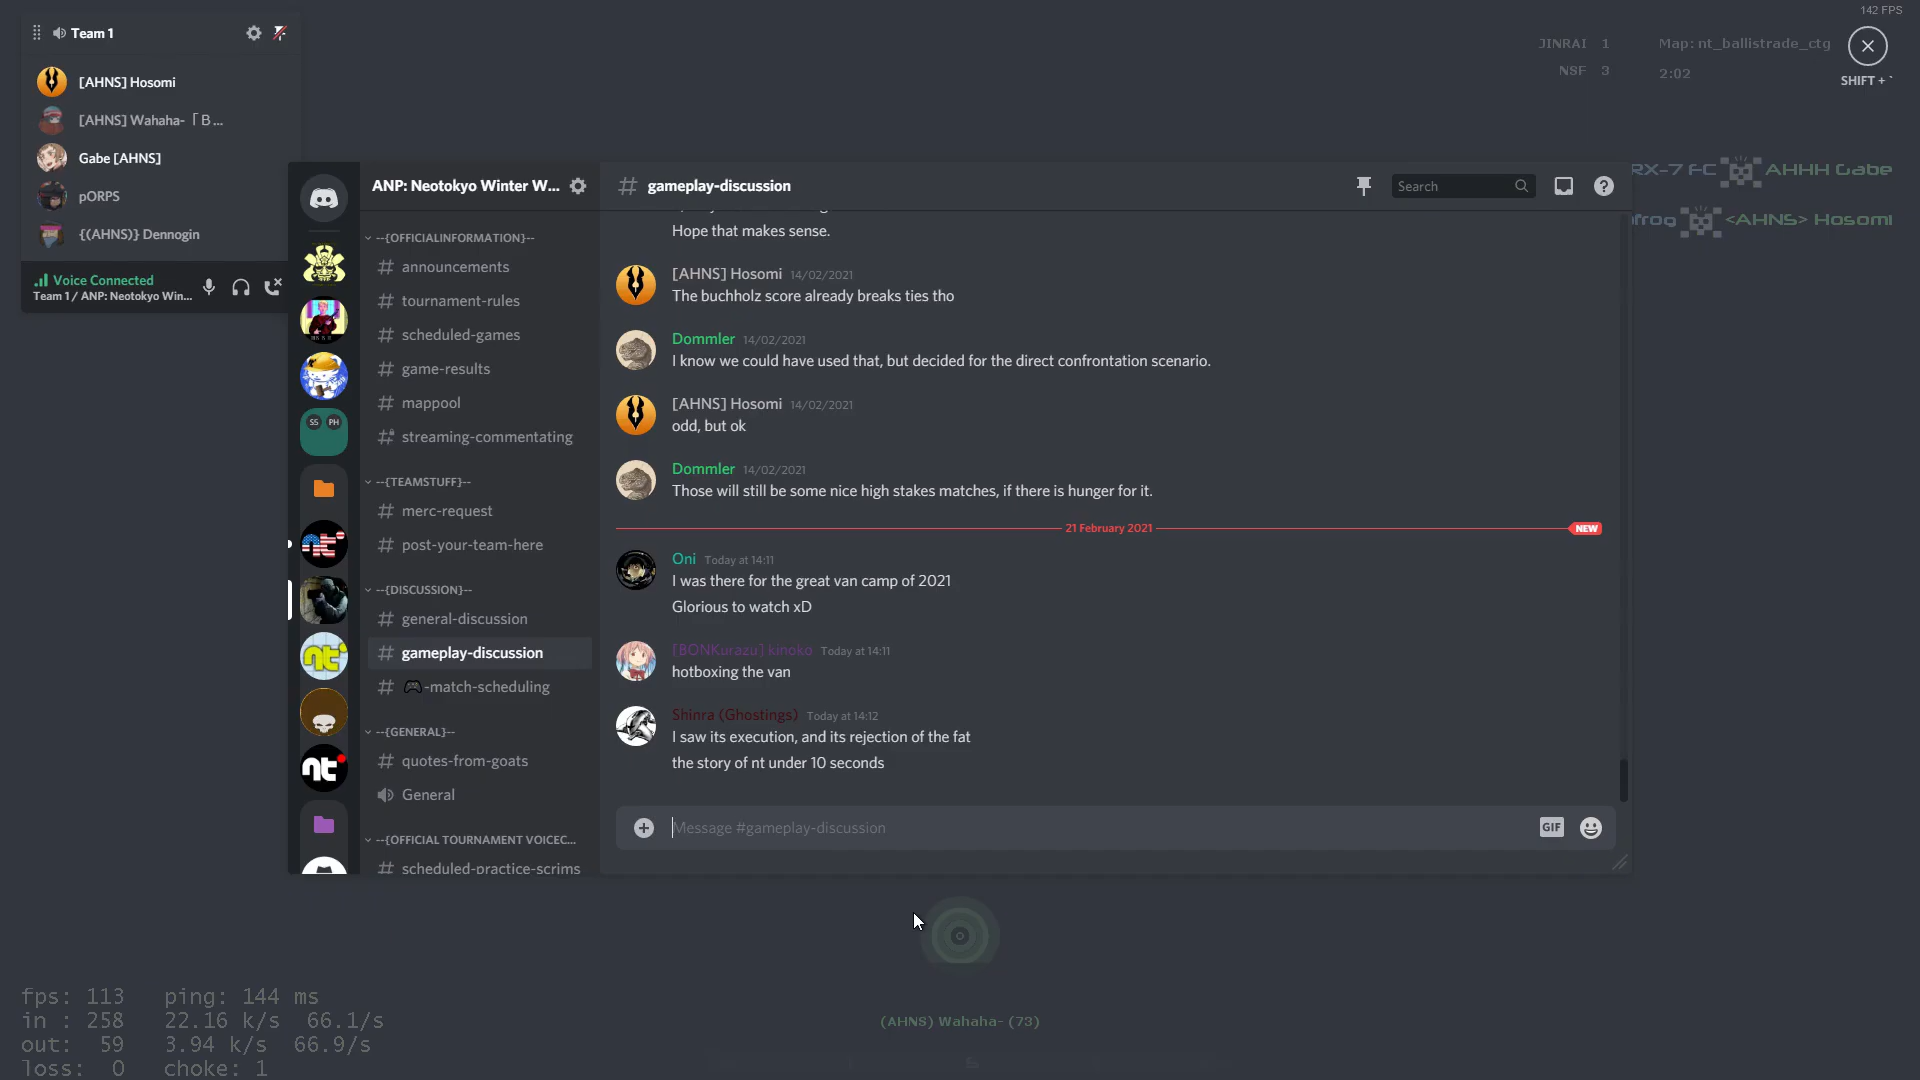 142 FPS
Team 1
JINRAI 1
NSF 3
Map: nt_ballistrade_ctg
2:02
SHIFT + `
[AHNS] Hosomi
[AHNS] Wahaha-「B...
Gabe [AHNS]
pORPS
{(AHNS)} Dennogin
Voice Connected
Team 1 / ANP: Neotokyo Win...
RX-7 FC AHHH Gabe
frog <AHNS> Hosomi
ANP: Neotokyo Winter W...
--{OFFICIALINFORMATION}--
# announcements
# tournament-rules
# scheduled-games
# game-results
# mappool
# streaming-commentating
--{TEAMSTUFF}--
# merc-request
# post-your-team-here
--{DISCUSSION}--
# general-discussion
# gameplay-discussion
# 🎮-match-scheduling
--{GENERAL}--
# quotes-from-goats
General
--{OFFICIAL TOURNAMENT VOICEC...
# scheduled-practice-scrims
SS PH
nt
nt
nt
# gameplay-discussion
Search
Hope that makes sense.
[AHNS] Hosomi 14/02/2021
The buchholz score already breaks ties tho
Dommler 14/02/2021
I know we could have used that, but decided for the direct confrontation scenario.
[AHNS] Hosomi 14/02/2021
odd, but ok
Dommler 14/02/2021
Those will still be some nice high stakes matches, if there is hunger for it.
21 February 2021 NEW
Oni Today at 14:11
I was there for the great van camp of 2021
Glorious to watch xD
[BONKurazu] kinoko Today at 14:11
hotboxing the van
Shinra (Ghostings) Today at 14:12
I saw its execution, and its rejection of the fat
the story of nt under 10 seconds
Message #gameplay-discussion
GIF
(AHNS) Wahaha- (73)
fps: 113 ping: 144 ms
in : 258 22.16 k/s 66.1/s
out: 59 3.94 k/s 66.9/s
loss: 0 choke: 1